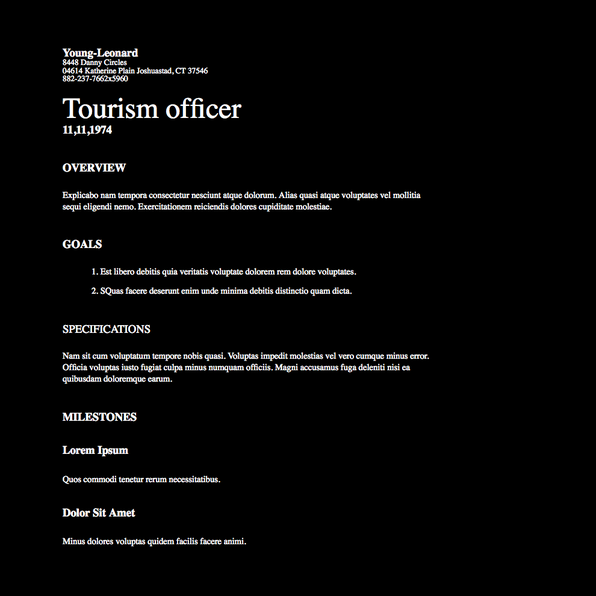 Young-Leonard
8448 Danny Circles
04614 Katherine Plain Joshuastad, CT 37546
882-237-7662x5960
Tourism officer
11,11,1974
OVERVIEW
Explicabo nam tempora consectetur nesciunt atque dolorum. Alias quasi atque voluptates vel mollitia
sequi eligendi nemo. Exercitationem reiciendis dolores cupiditate molestiae.
GOALS
1. Est libero debitis quia veritatis voluptate dolorem rem dolore voluptates.
2. SQuas facere deserunt enim unde minima debitis distinctio quam dicta.
SPECIFICATIONS
Nam sit cum voluptatum tempore nobis quasi. Voluptas impedit molestias vel vero cumque minus error.
Officia voluptas iusto fugiat culpa minus numquam officiis. Magni accusamus fuga deleniti nisi ea
quibusdam doloremque earum.
MILESTONES
Lorem Ipsum
Quos commodi tenetur rerum necessitatibus.
Dolor Sit Amet
Minus dolores voluptas quidem facilis facere animi.